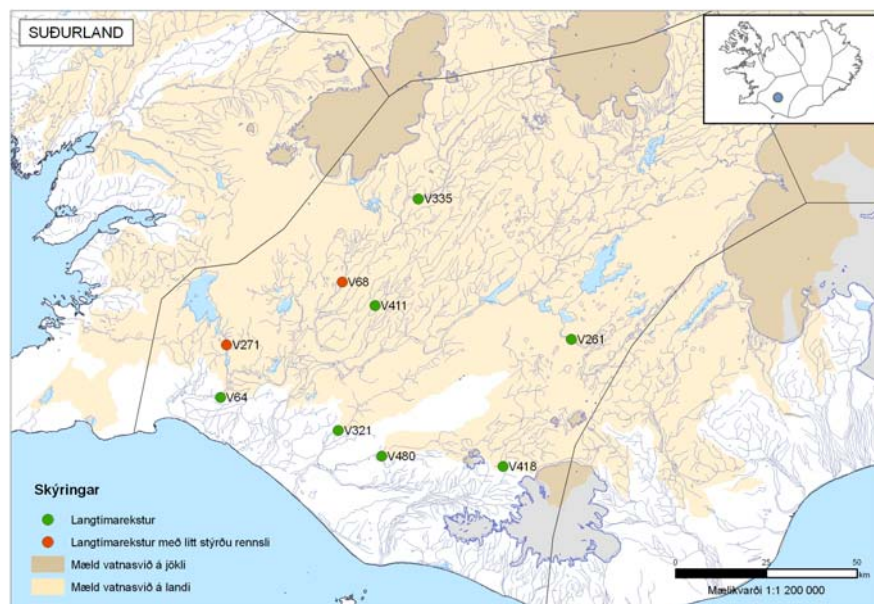 SUÐURLAND
V335
V68
V411
V271
V261
V64
V321
V480
V418
Skýringar
Langtímarekstur
Langtímarekstur með lítt stýrðu rennsli
Mæld vatnasvið á jökli
Mæld vatnasvið á landi
0 25 50
km
Mælikvarði 1:1 200 000